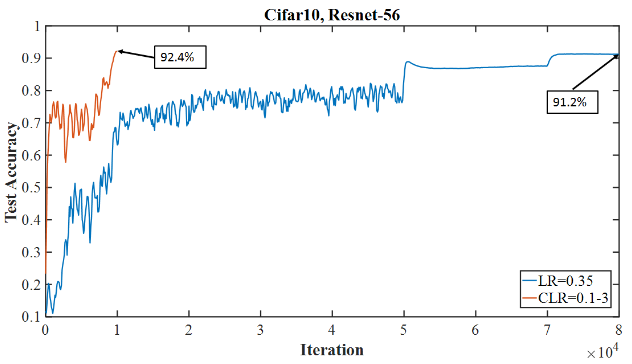 Cifar10, Resnet-56
1
0.9
0.8
0.7
0.6
0.5
0.4
0.3
0.2
0.1
Test Accuracy
92.4%
91.2%
LR=0.35
CLR=0.1-3
0 1 2 3 4 5 6 7 8
×10⁴
Iteration